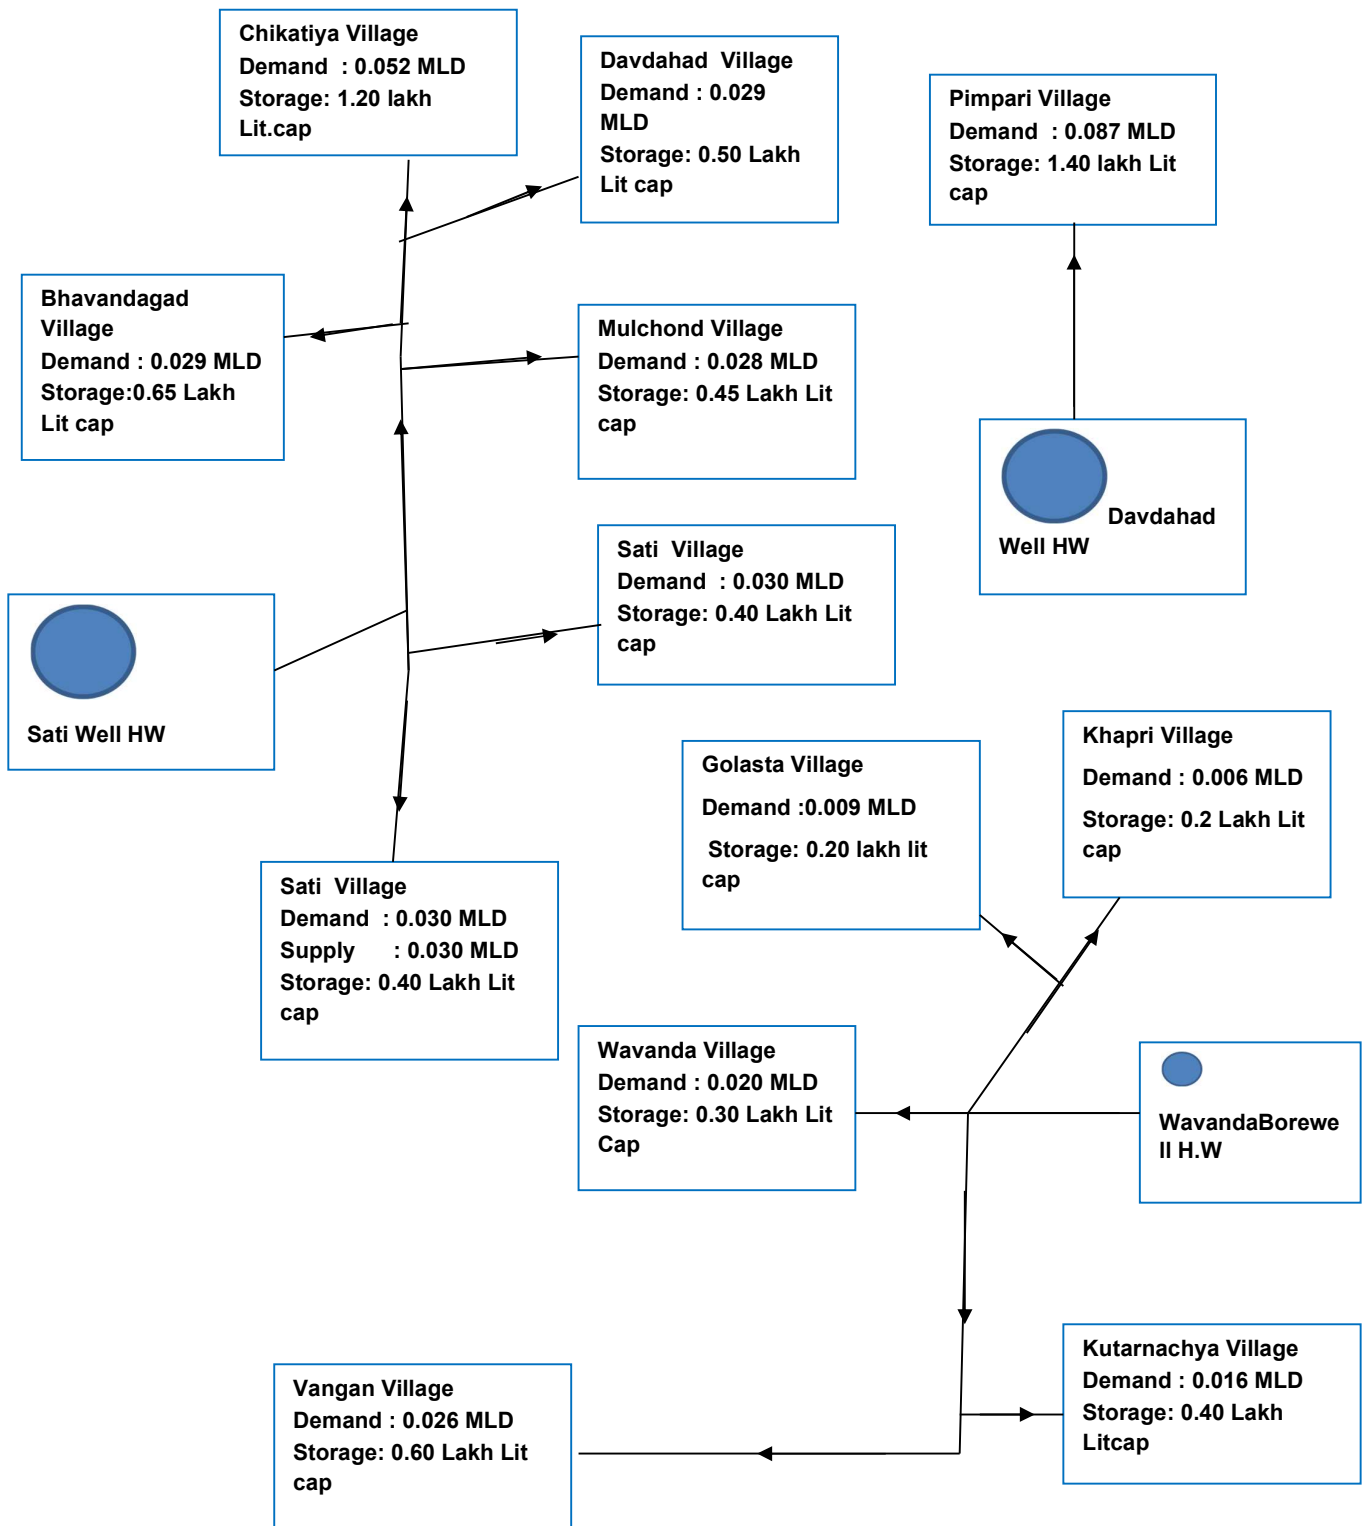 Chikatiya Village
Demand  : 0.052 MLD
Storage: 1.20 lakh
Lit.cap
Davdahad  Village
Demand : 0.029
MLD
Storage: 0.50 Lakh
Lit cap
Pimpari Village
Demand  : 0.087 MLD
Storage: 1.40 lakh Lit
cap
Bhavandagad
Village
Demand : 0.029 MLD
Storage:0.65 Lakh
Lit cap
Mulchond Village
Demand : 0.028 MLD
Storage: 0.45 Lakh Lit
cap
Davdahad
Well HW
Sati  Village
Demand  : 0.030 MLD
Storage: 0.40 Lakh Lit
cap
Sati Well HW
Golasta Village
Demand :0.009 MLD
Storage: 0.20 lakh lit
cap
Khapri Village
Demand : 0.006 MLD
Storage: 0.2 Lakh Lit
cap
Sati  Village
Demand  : 0.030 MLD
Supply      : 0.030 MLD
Storage: 0.40 Lakh Lit
cap
Wavanda Village
Demand : 0.020 MLD
Storage: 0.30 Lakh Lit
Cap
WavandaBorewe
ll H.W
Vangan Village
Demand : 0.026 MLD
Storage: 0.60 Lakh Lit
cap
Kutarnachya Village
Demand : 0.016 MLD
Storage: 0.40 Lakh
Litcap